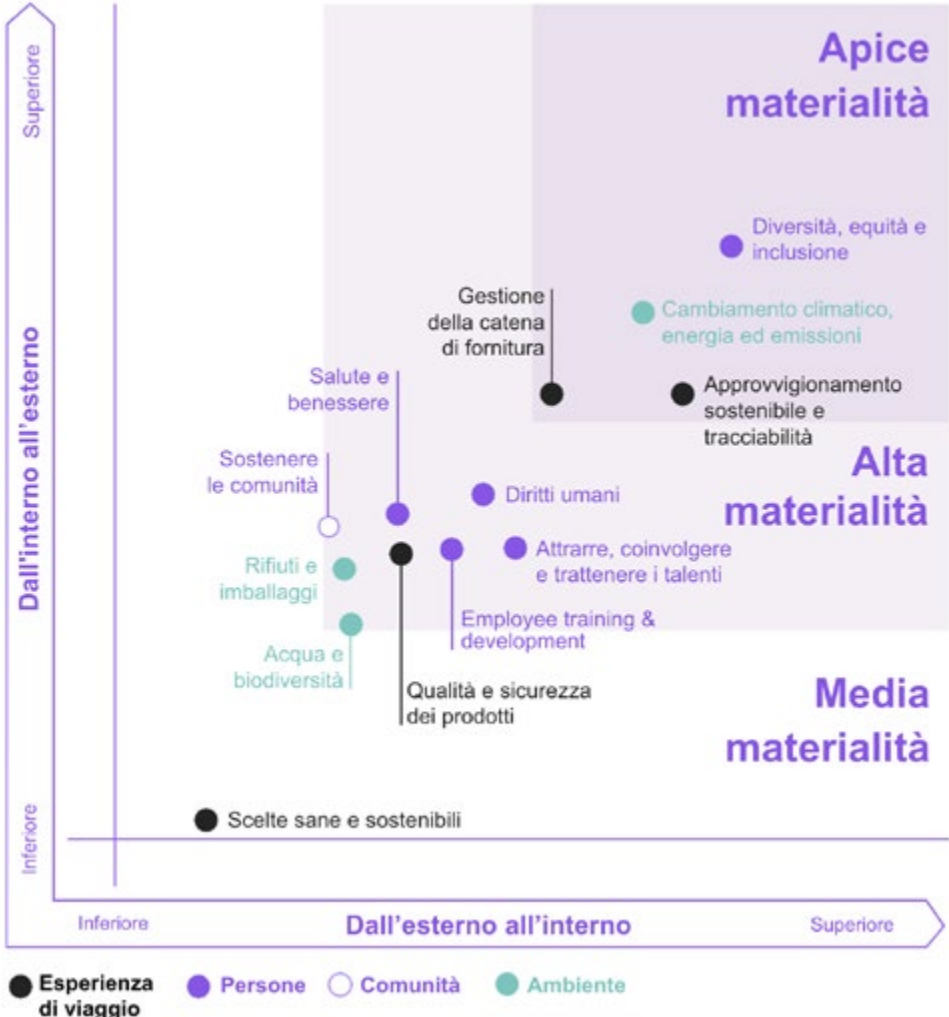 Apice
materialità
Superiore
Diversità, equità e
inclusione
Gestione
della catena
di fornitura
Cambiamento climatico,
energia ed emissioni
Salute e
benessere
Approvvigionamento
sostenibile e
tracciabilità
Dall'interno all'esterno
Sostenere
le comunità
Alta
materialità
Diritti umani
Attrarre, coinvolgere
e trattenere i talenti
Rifiuti e
imballaggi
Employee training &
development
Acqua e
biodiversità
Qualità e sicurezza
dei prodotti
Media
materialità
Inferiore
Scelte sane e sostenibili
Inferiore
Dall'esterno all'interno
Superiore
Esperienza
di viaggio
Persone
Comunità
Ambiente